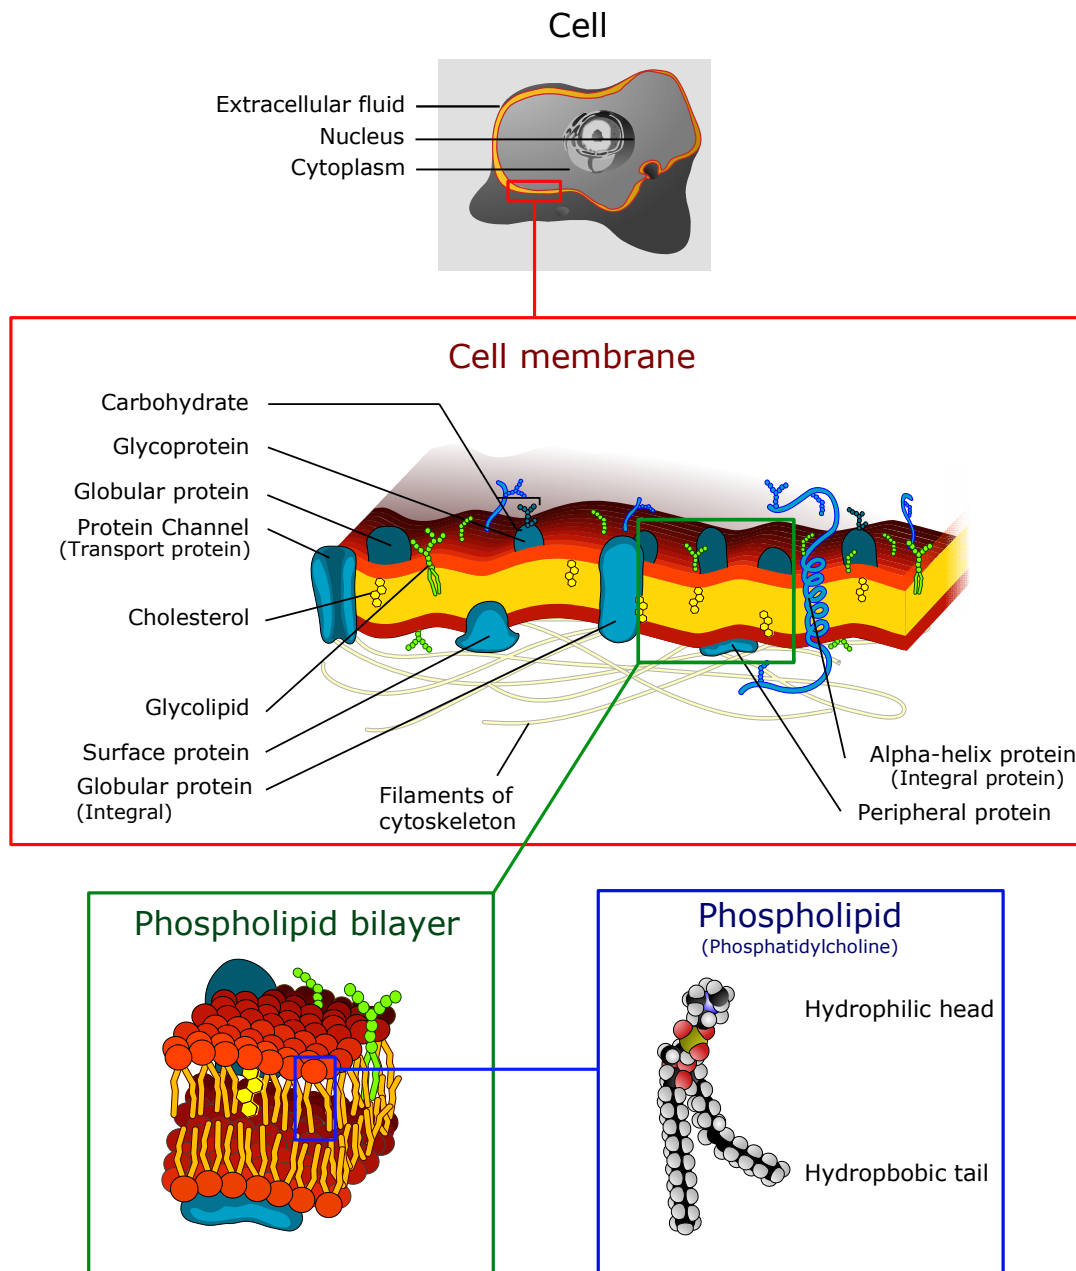 Cell
Extracellular fluid
Nucleus
Cytoplasm
Cell membrane
Carbohydrate
Glycoprotein
Globular protein
Protein Channel
(Transport protein)
Cholesterol
Glycolipid
Surface protein
Globular protein
(Integral)
Filaments of
cytoskeleton
Alpha-helix protein
(Integral protein)
Peripheral protein
Phospholipid bilayer
Phospholipid
(Phosphatidylcholine)
Hydrophilic head
Hydropbobic tail